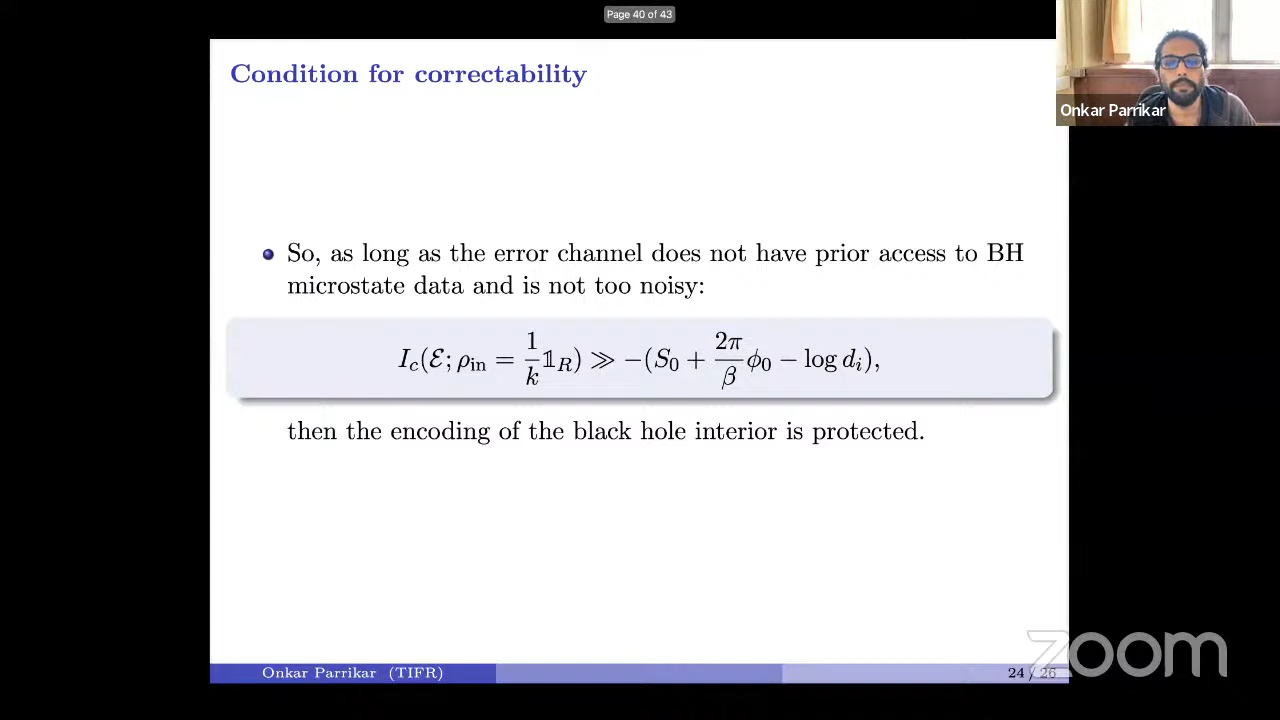 Page 40 of 43
Condition for correctability
Onkar Parrikar
So, as long as the error channel does not have prior access to BH
microstate data and is not too noisy:
I_c(ℰ; ρ_in = 1/k 𝟙_R) ≫ −(S_0 + 2π/β ϕ_0 − log d_i),
then the encoding of the black hole interior is protected.
zoom
Onkar Parrikar (TIFR)
24 / 26